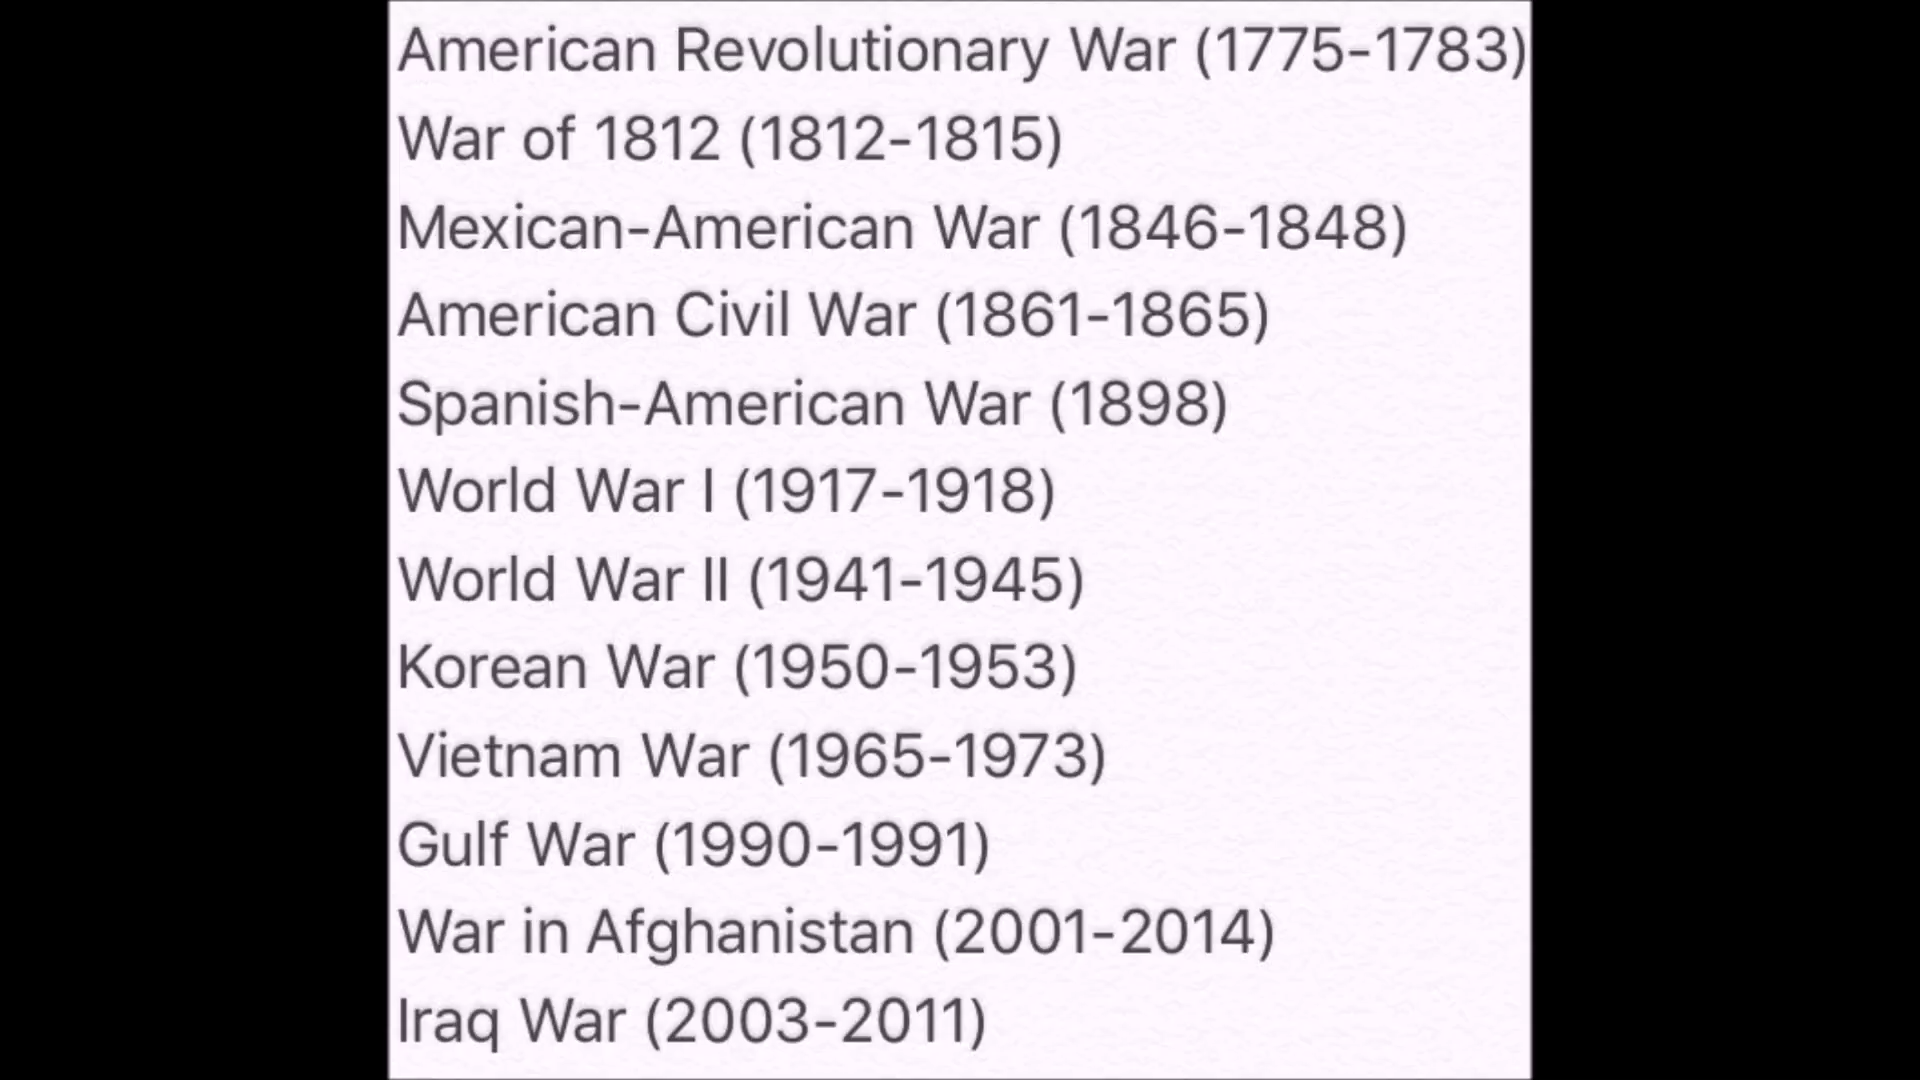 American Revolutionary War (1775-1783)
War of 1812 (1812-1815)
Mexican-American War (1846-1848)
American Civil War (1861-1865)
Spanish-American War (1898)
World War I (1917-1918)
World War II (1941-1945)
Korean War (1950-1953)
Vietnam War (1965-1973)
Gulf War (1990-1991)
War in Afghanistan (2001-2014)
Iraq War (2003-2011)